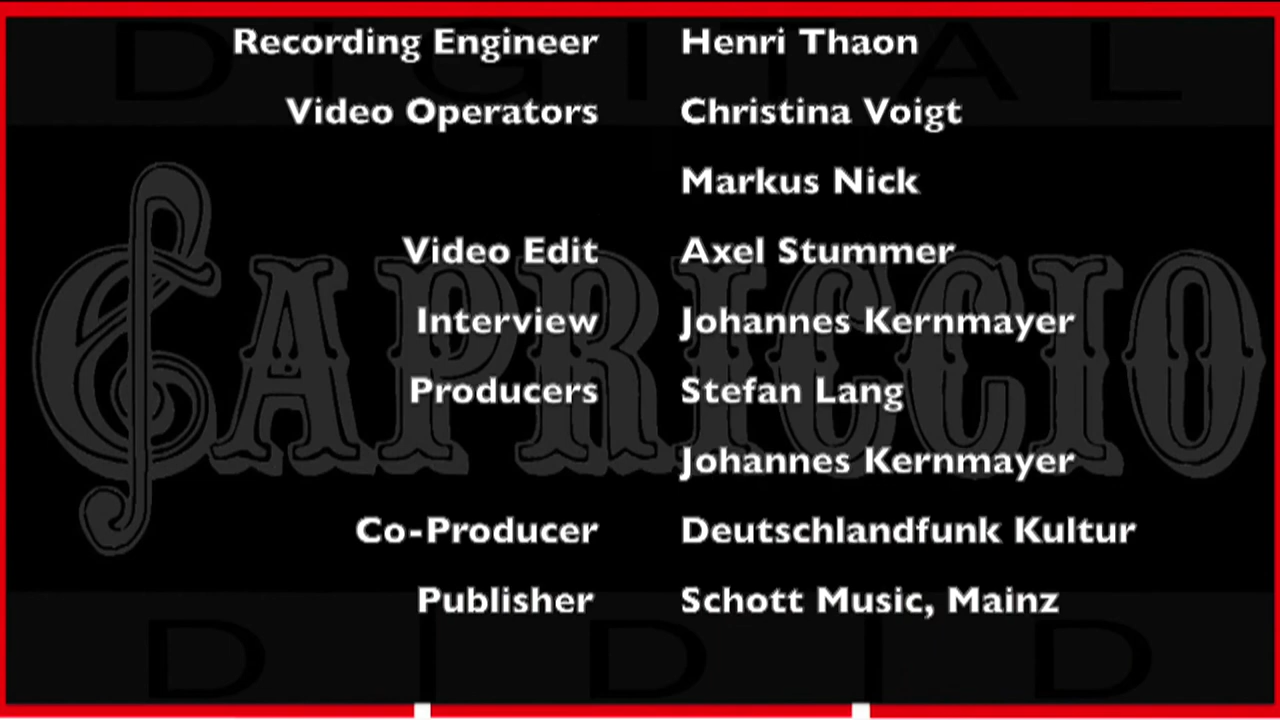 DIGITAL
Recording Engineer Henri Thaon
Video Operators Christina Voigt
Markus Nick
Video Edit Axel Stummer
CAPRICCIO
Interview Johannes Kernmayer
Producers Stefan Lang
Johannes Kernmayer
Co-Producer Deutschlandfunk Kultur
Publisher Schott Music, Mainz
D D D